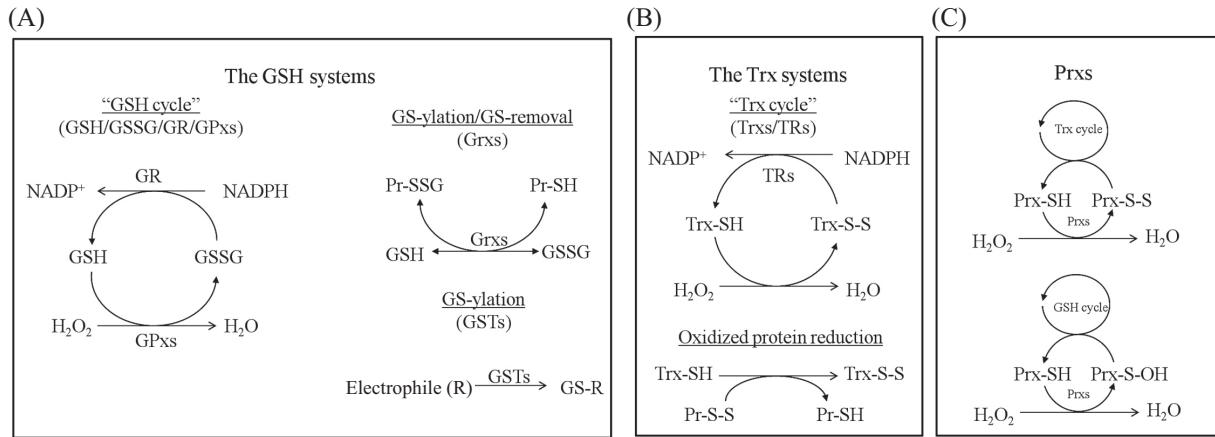 (A)
The GSH systems
“GSH cycle”
(GSH/GSSG/GR/GPxs)
GR
NADP⁺ NADPH
GSH GSSG
H₂O₂ H₂O
GPxs
GS-ylation/GS-removal
(Grxs)
Pr-SSG Pr-SH
Grxs
GSH GSSG
GS-ylation
(GSTs)
Electrophile (R) GSTs GS-R
(B)
The Trx systems
“Trx cycle”
(Trxs/TRs)
NADP⁺ NADPH
TRs
Trx-SH Trx-S-S
H₂O₂ H₂O
Oxidized protein reduction
Trx-SH Trx-S-S
Pr-S-S Pr-SH
(C)
Prxs
Trx cycle
Prx-SH Prx-S-S
Prxs
H₂O₂ H₂O
GSH cycle
Prx-SH Prx-S-OH
Prxs
H₂O₂ H₂O